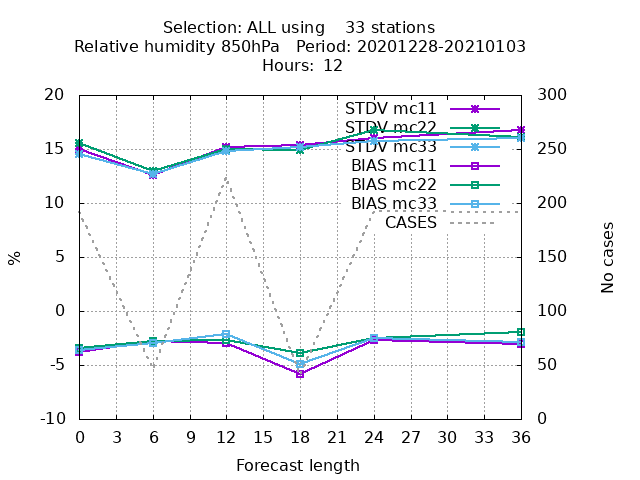 Selection: ALL using    33 stations
Relative humidity 850hPa   Period: 20201228-20210103
Hours:  12
20
15
10
5
0
-5
-10
%
300
250
200
150
100
50
0
No cases
STDV mc11
STDV mc22
STDV mc33
BIAS mc11
BIAS mc22
BIAS mc33
CASES
0 3 6 9 12 15 18 21 24 27 30 33 36
Forecast length